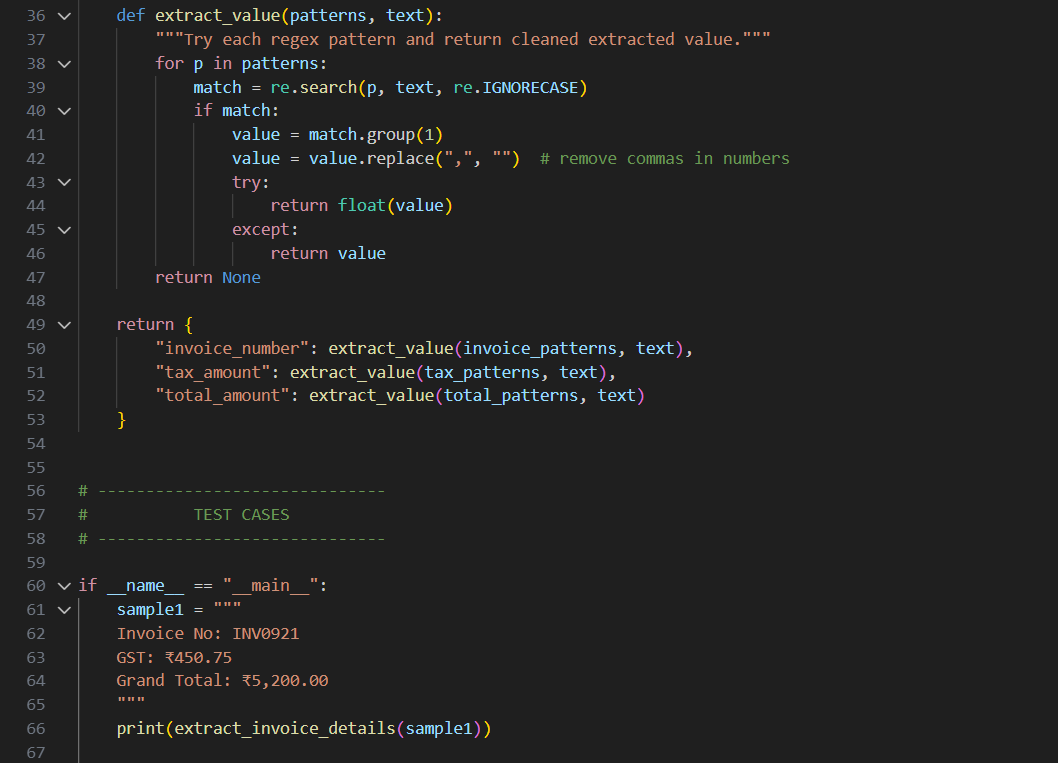 36 def extract_value(patterns, text):
37 """Try each regex pattern and return cleaned extracted value."""
38 for p in patterns:
39 match = re.search(p, text, re.IGNORECASE)
40 if match:
41 value = match.group(1)
42 value = value.replace(",", "")  # remove commas in numbers
43 try:
44 return float(value)
45 except:
46 return value
47 return None
48
49 return {
50 "invoice_number": extract_value(invoice_patterns, text),
51 "tax_amount": extract_value(tax_patterns, text),
52 "total_amount": extract_value(total_patterns, text)
53 }
54
55
56 # ------------------------------
57 #           TEST CASES
58 # ------------------------------
59
60 if __name__ == "__main__":
61 sample1 = """
62 Invoice No: INV0921
63 GST: ₹450.75
64 Grand Total: ₹5,200.00
65 """
66 print(extract_invoice_details(sample1))
67